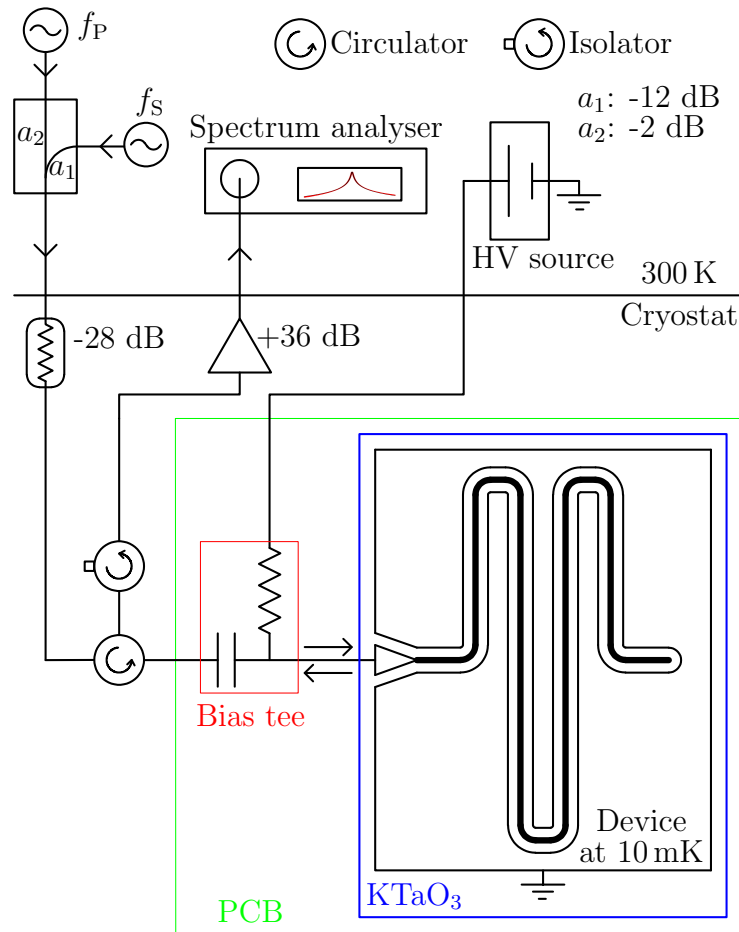 f_P
Circulator
Isolator
f_S
a_1: -12 dB
a_2: -2 dB
a_2
a_1
Spectrum analyser
HV source
300 K
Cryostat
-28 dB
+36 dB
Bias tee
Device
at 10 mK
KTaO_3
PCB